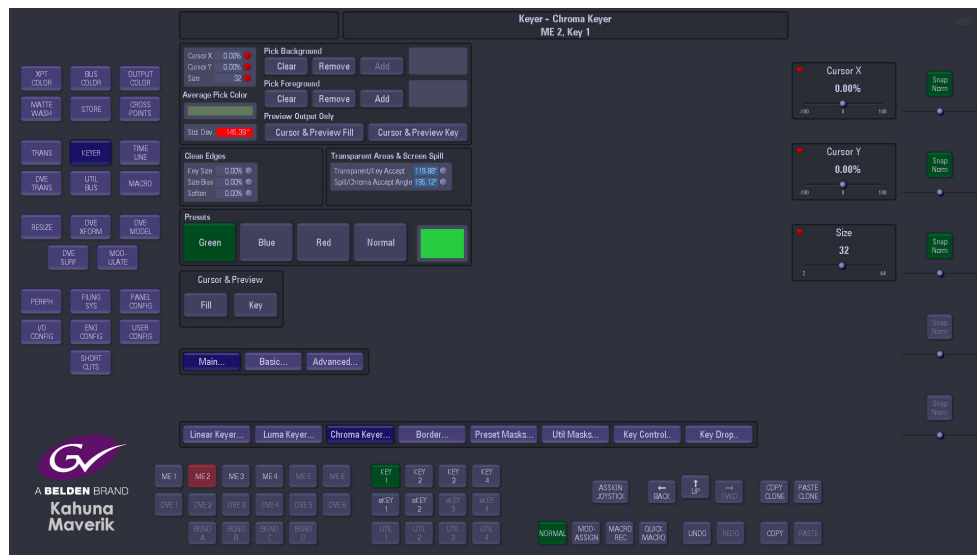 Keyer - Chroma Keyer
ME 2, Key 1
XPT COLOR
BUS COLOR
OUTPUT COLOR
MATTE WASH
STORE
CROSS POINTS
TRANS
KEYER
TIME LINE
DVE TRANS
UTIL BUS
MACRO
RESIZE
DVE XFORM
DVE MODEL
DVE SURF
MOD- ULATE
PERIPH
FILING SYS
PANEL CONFIG
I/O CONFIG
ENG CONFIG
USER CONFIG
SHORT CUTS
Cursor X 0.00%
Cursor Y 0.00%
Size 32
Average Pick Color
Std. Dev. 145.39°
Pick Background
Clear Remove Add
Pick Foreground
Clear Remove Add
Preview Output Only
Cursor & Preview Fill Cursor & Preview Key
Clean Edges
Key Size 0.00%
Size Bias 0.00%
Soften 0.00%
Transparent Areas & Screen Spill
Transparent/Key Accept 119.88°
Spill/Chroma Accept Angle 195.12°
Presets
Green Blue Red Normal
Cursor & Preview
Fill Key
Main... Basic... Advanced...
Linear Keyer... Luma Keyer... Chroma Keyer... Border... Preset Masks... Util Masks... Key Control.. Key Drop..
Cursor X
0.00%
-100 0 100
Snap Norm
Cursor Y
0.00%
-100 0 100
Snap Norm
Size
32
2 64
Snap Norm
Snap Norm
Snap Norm
GV
A BELDEN BRAND
Kahuna
Maverik
ME 1 ME 2 ME 3 ME 4 ME 5 ME 6
DVE 1 DVE 2 DVE 3 DVE 4 DVE 5 DVE 6
BGND A BGND B BGND C BGND D
KEY 1 KEY 2 KEY 3 KEY 4
eKEY 1 eKEY 2 eKEY 3 eKEY 4
UTIL 1 UTIL 2 UTIL 3 UTIL 4
ASSIGN JOYSTICK ← BACK ↑ UP → FWD COPY CLONE PASTE CLONE
NORMAL MOD- ASSIGN MACRO REC QUICK MACRO UNDO REDO COPY PASTE